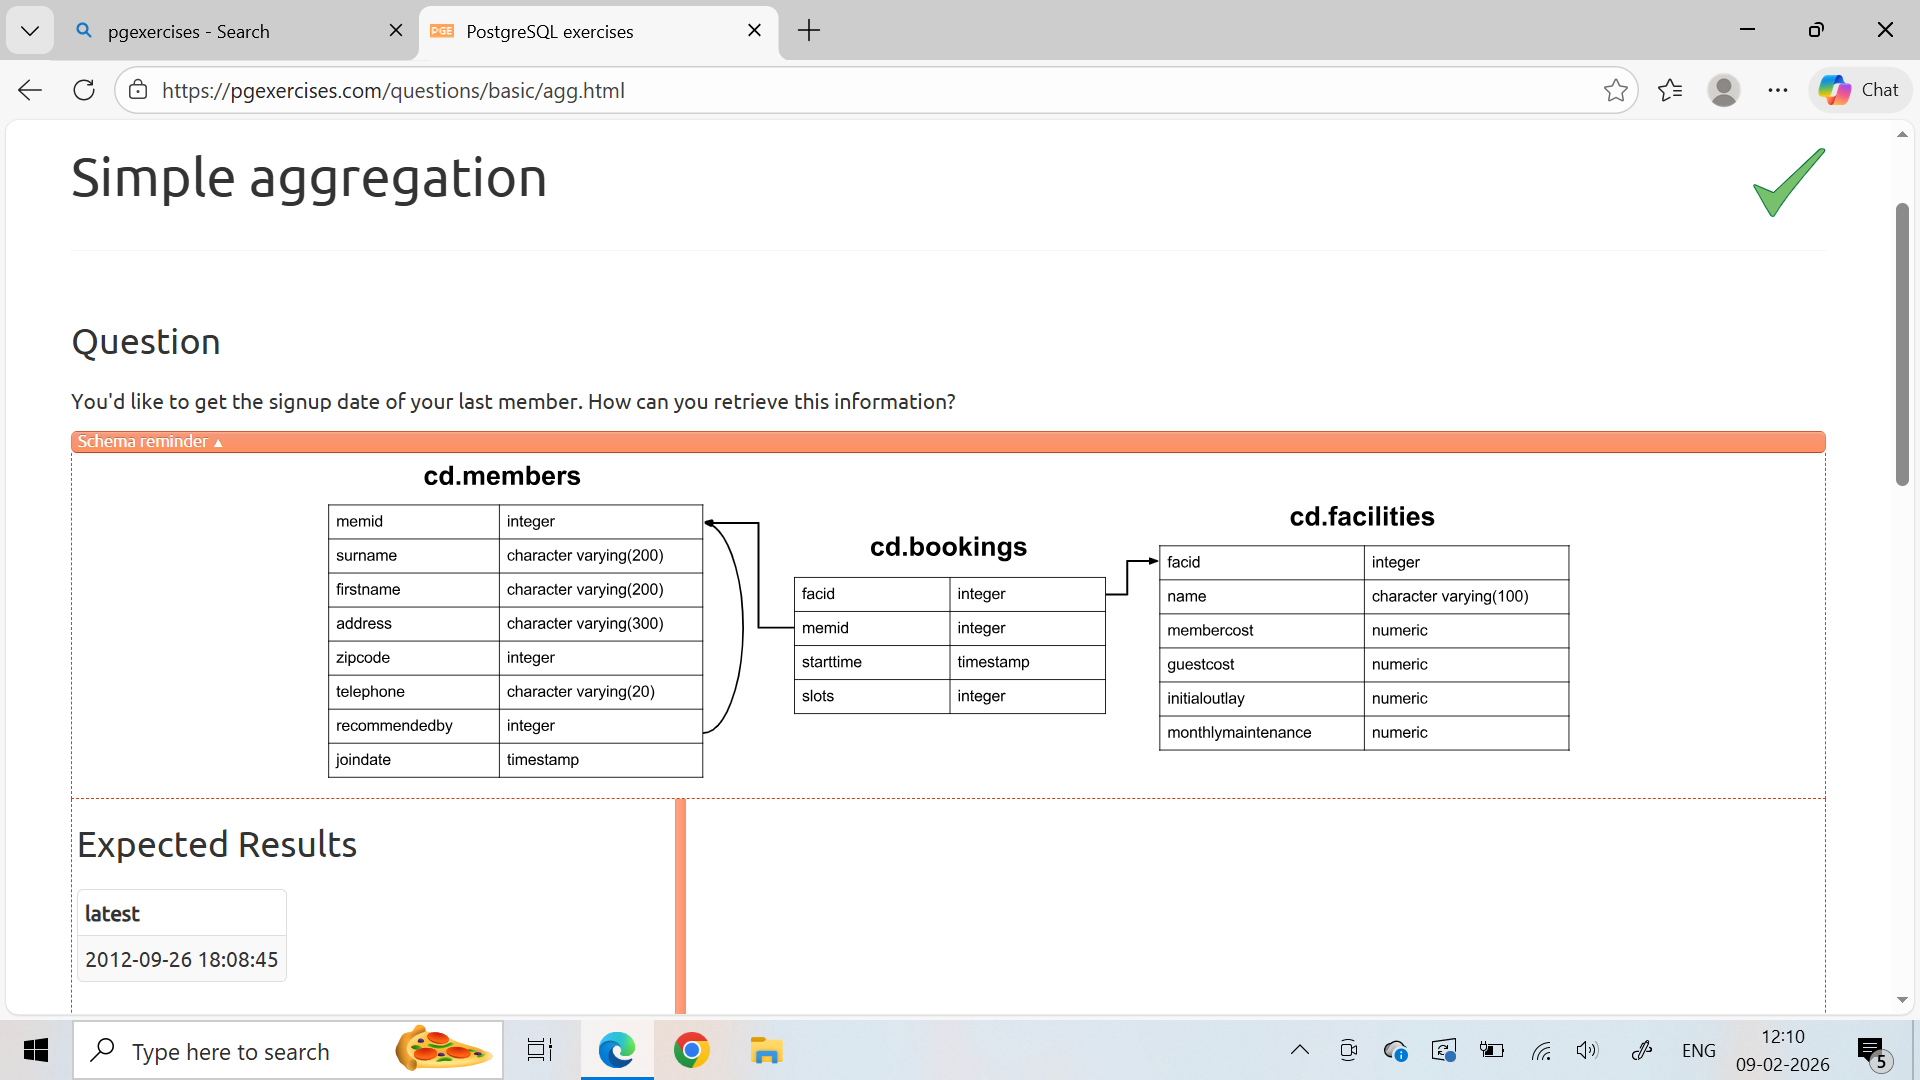 pgexercises - Search
PGE PostgreSQL exercises
https://pgexercises.com/questions/basic/agg.html
Chat
Simple aggregation
Question
You'd like to get the signup date of your last member. How can you retrieve this information?
Schema reminder ▲
cd.members
memid integer
surname character varying(200)
firstname character varying(200)
address character varying(300)
zipcode integer
telephone character varying(20)
recommendedby integer
joindate timestamp
cd.bookings
facid integer
memid integer
starttime timestamp
slots integer
cd.facilities
facid integer
name character varying(100)
membercost numeric
guestcost numeric
initialoutlay numeric
monthlymaintenance numeric
Expected Results
latest
2012-09-26 18:08:45
Type here to search
ENG
12:10
09-02-2026
5